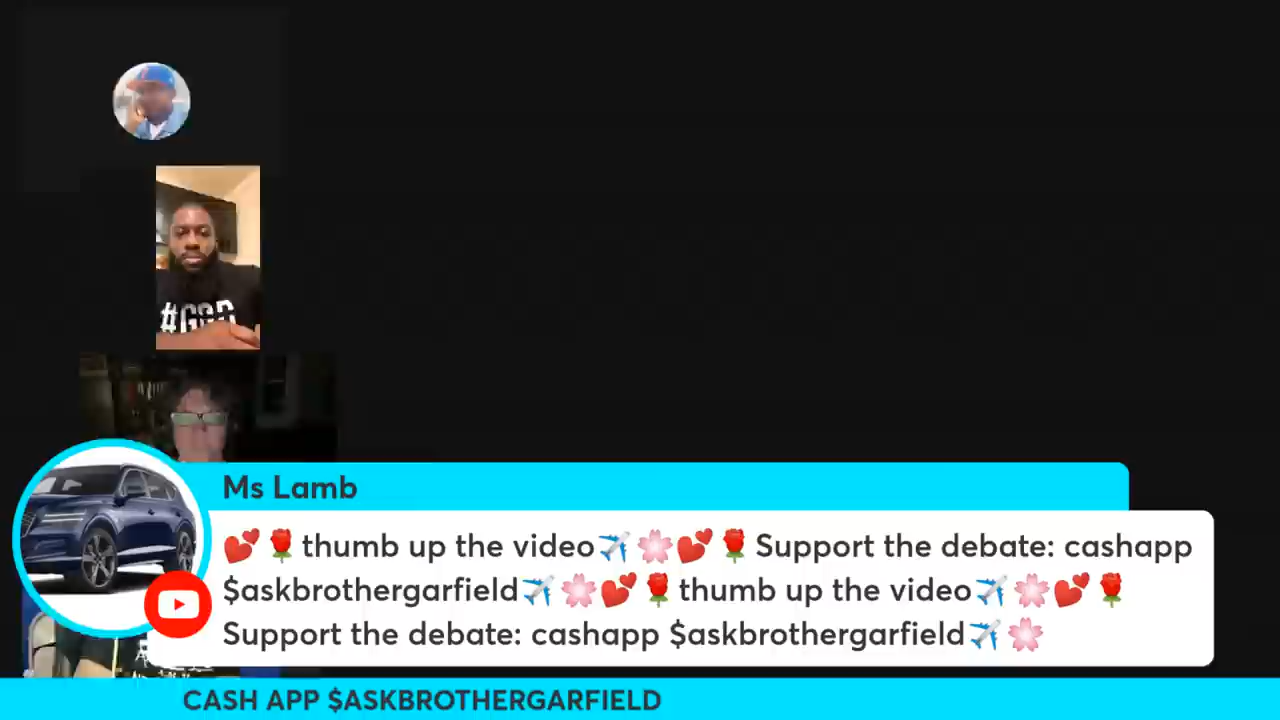 #GSD
Ms Lamb
💕🌹thumb up the video✈️🌸💕🌹Support the debate: cashapp
$askbrothergarfield✈️🌸💕🌹thumb up the video✈️🌸💕🌹
Support the debate: cashapp $askbrothergarfield✈️🌸
CASH APP $ASKBROTHERGARFIELD